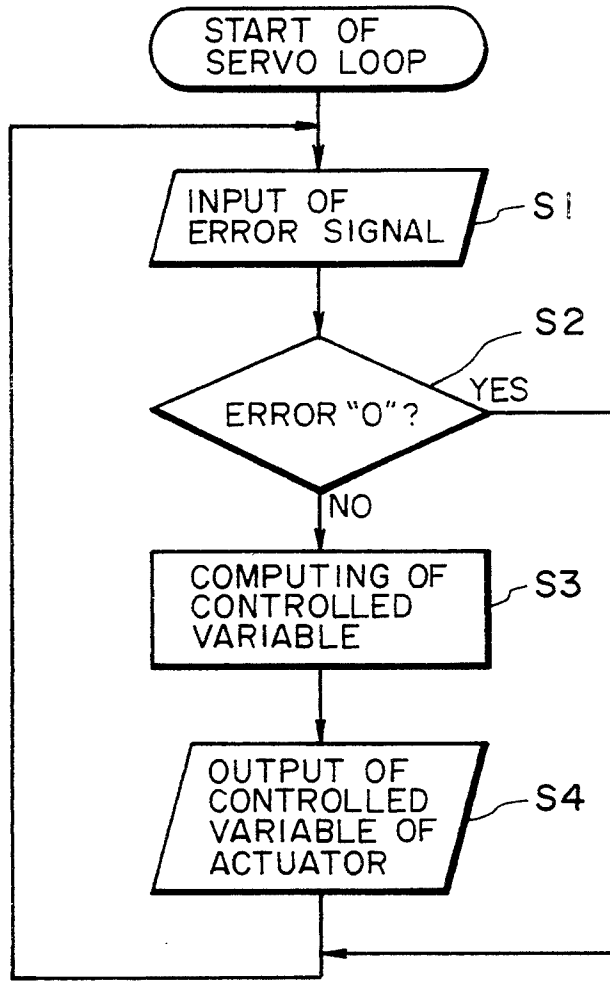 START OF
SERVO LOOP
INPUT OF
ERROR SIGNAL
S1
S2
ERROR "0"?
YES
NO
COMPUTING OF
CONTROLLED
VARIABLE
S3
OUTPUT OF
CONTROLLED
VARIABLE OF
ACTUATOR
S4